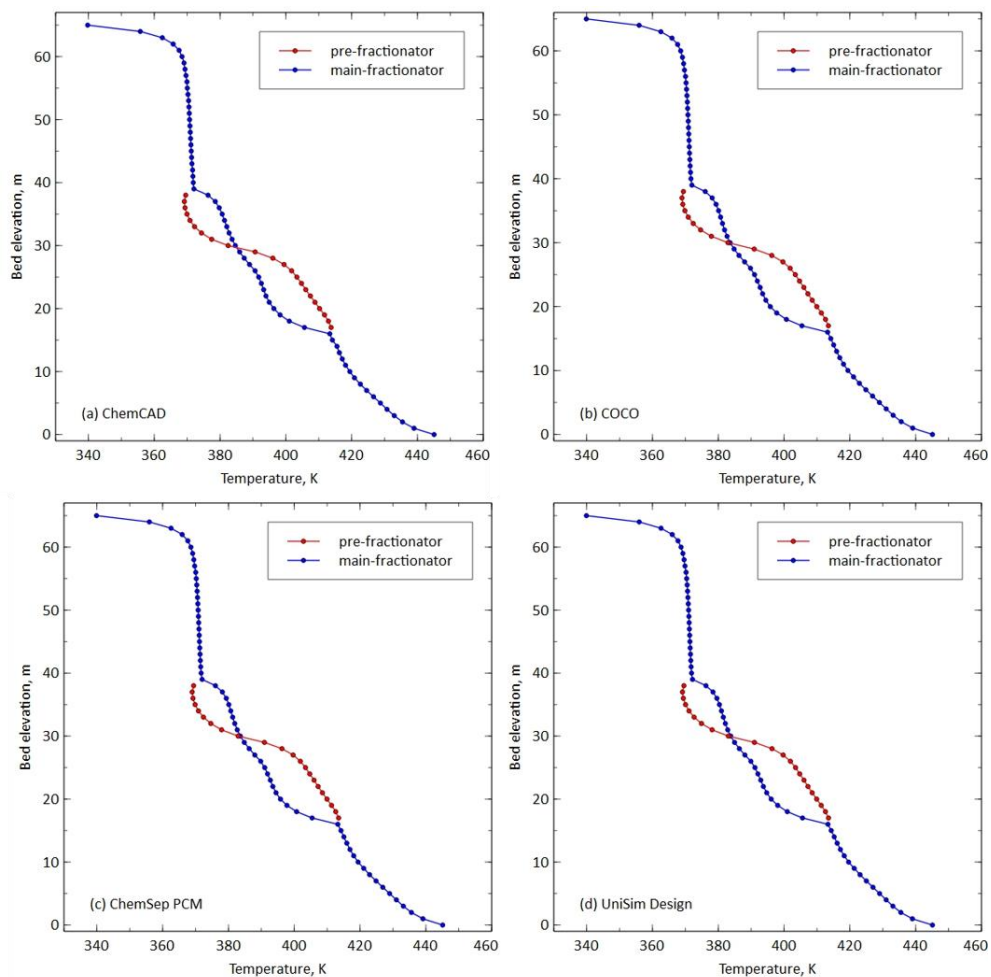 60
50
40
30
20
10
0
Bed elevation, m
pre-fractionator
main-fractionator
(a) ChemCAD
340 360 380 400 420 440 460
Temperature, K
60
50
40
30
20
10
0
Bed elevation, m
pre-fractionator
main-fractionator
(b) COCO
340 360 380 400 420 440 460
Temperature, K
60
50
40
30
20
10
0
Bed elevation, m
pre-fractionator
main-fractionator
(c) ChemSep PCM
340 360 380 400 420 440 460
Temperature, K
60
50
40
30
20
10
0
Bed elevation, m
pre-fractionator
main-fractionator
(d) UniSim Design
340 360 380 400 420 440 460
Temperature, K